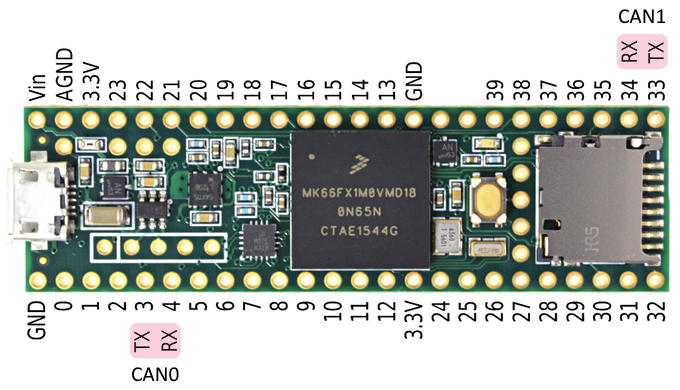 CAN1
RX TX
Vin AGND 3.3V 23 22 21 20 19 18 17 16 15 14 13 GND 39 38 37 36 35 34 33
MK66FX1M0VMD18
0N65N
CTAE1544G
GND 0 1 2 3 4 5 6 7 8 9 10 11 12 3.3V 24 25 26 27 28 29 30 31 32
TX RX
CAN0